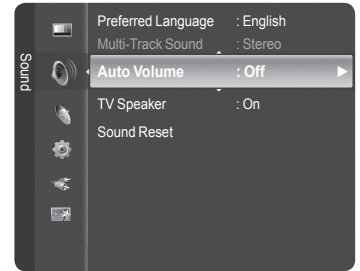 Sound
Preferred Language : English
Multi-Track Sound : Stereo
Auto Volume : Off
TV Speaker : On
Sound Reset